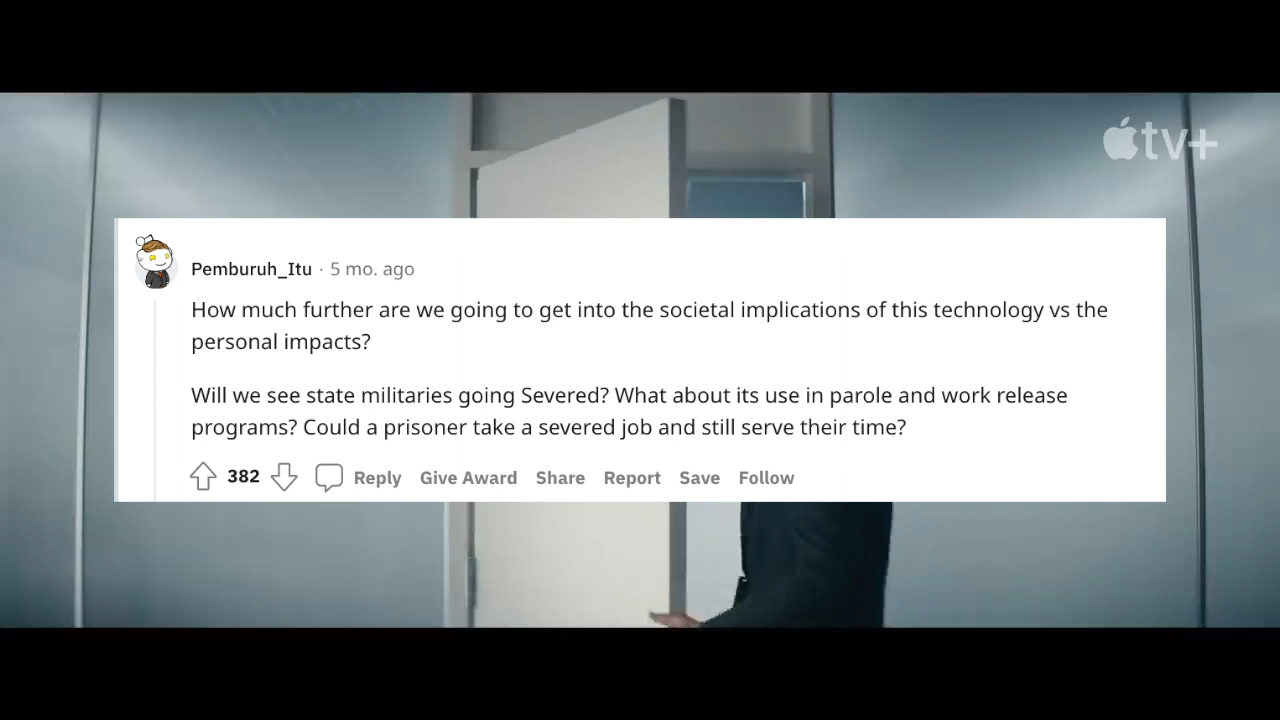 tv+
Pemburuh_Itu · 5 mo. ago
How much further are we going to get into the societal implications of this technology vs the
personal impacts?
Will we see state militaries going Severed? What about its use in parole and work release
programs? Could a prisoner take a severed job and still serve their time?
382 Reply Give Award Share Report Save Follow